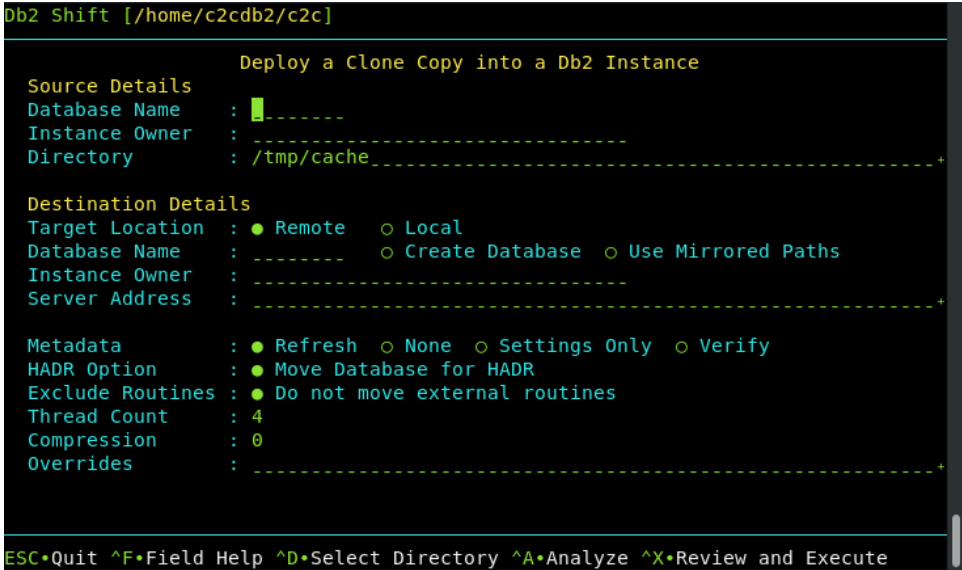 Db2 Shift [/home/c2cdb2/c2c]
Deploy a Clone Copy into a Db2 Instance
Source Details
Database Name : ________
Instance Owner : ________________________________
Directory : /tmp/cache________________________________________________+
Destination Details
Target Location : ● Remote ○ Local
Database Name : ________ ○ Create Database ○ Use Mirrored Paths
Instance Owner : ________________________________
Server Address : __________________________________________________________+
Metadata : ● Refresh ○ None ○ Settings Only ○ Verify
HADR Option : ● Move Database for HADR
Exclude Routines : ● Do not move external routines
Thread Count : 4
Compression : 0
Overrides : __________________________________________________________+
ESC•Quit ^F•Field Help ^D•Select Directory ^A•Analyze ^X•Review and Execute